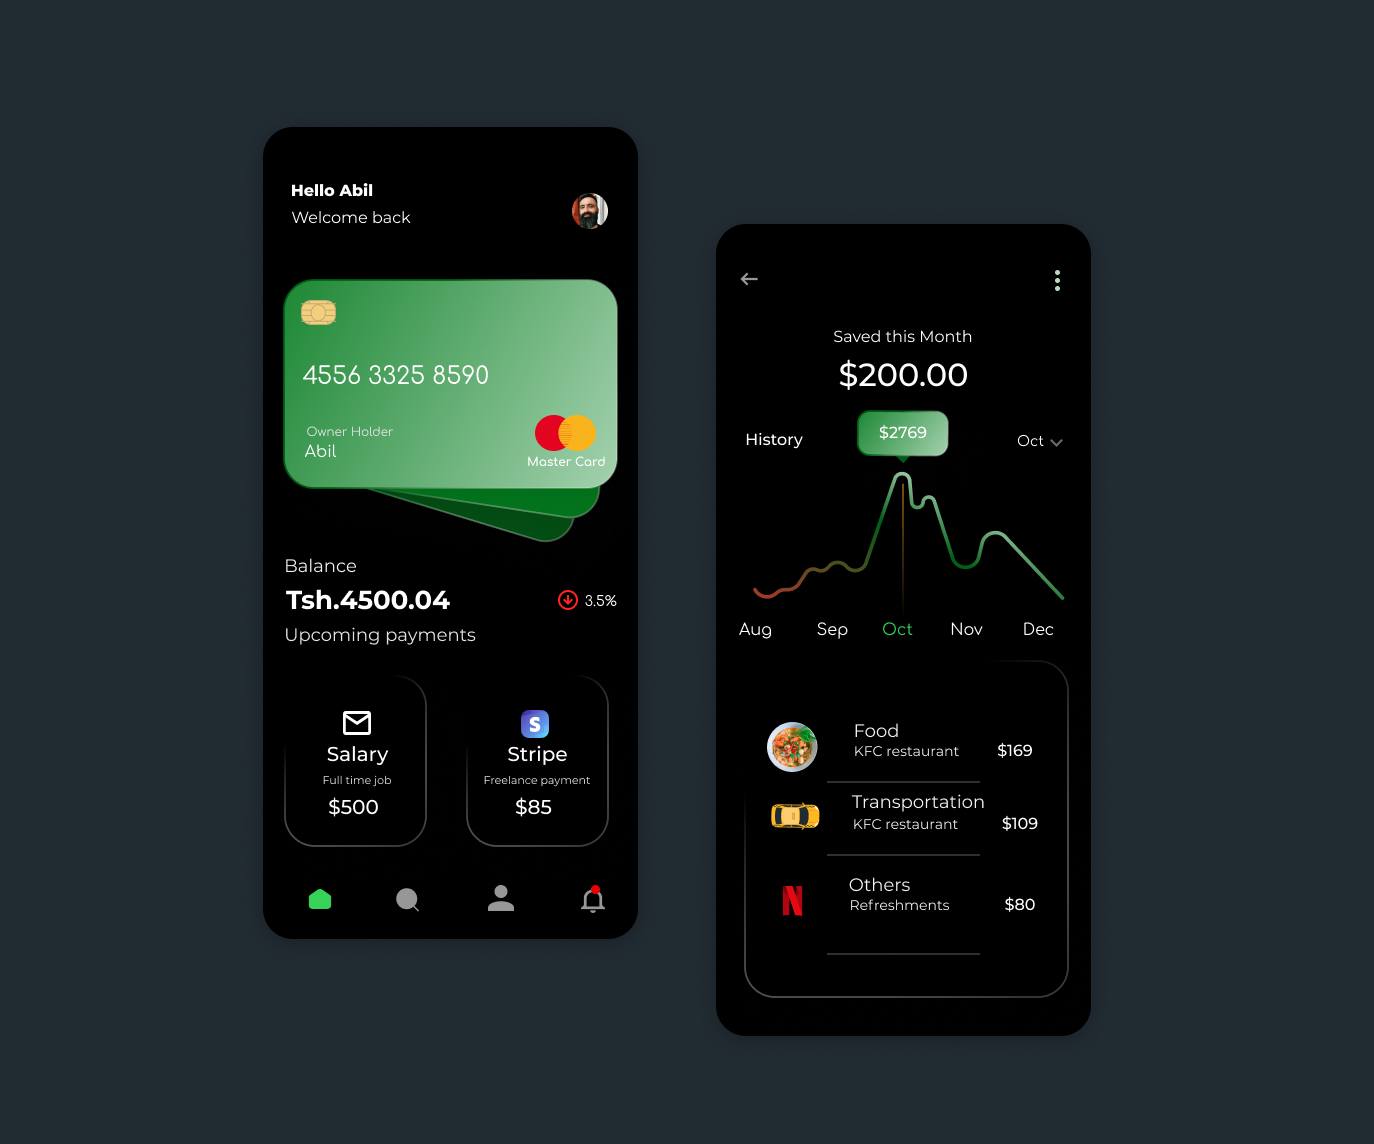 Hello Abil
Welcome back
4556 3325 8590
Owner Holder
Abil
Master Card
Balance
Tsh.4500.04
3.5%
Upcoming payments
Salary
Full time job
$500
S
Stripe
Freelance payment
$85
Saved this Month
$200.00
History
$2769
Oct
Aug Sep Oct Nov Dec
Food
KFC restaurant
$169
Transportation
KFC restaurant
$109
N
Others
Refreshments
$80